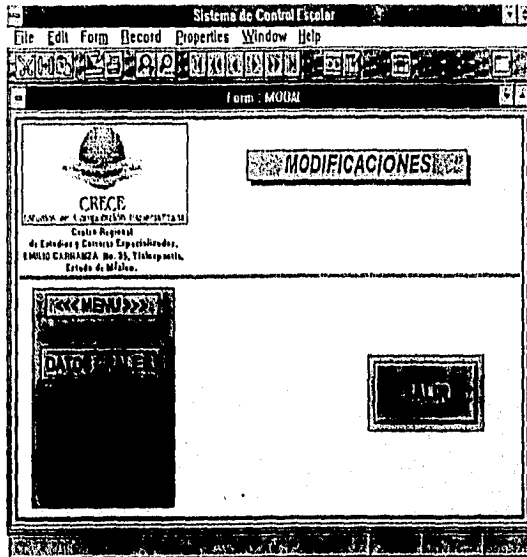 Sistema de Control Escolar
File Edit Form Record Properties Window Help
Form : MODAL
MODIFICACIONES
CRECE
Centro Regional
de Estudios y Carreras Especializadas,
EMILIO CARRANZA No. 35, Tlalnepantla,
Estado de México.
<<<MENU>>>
SALIR